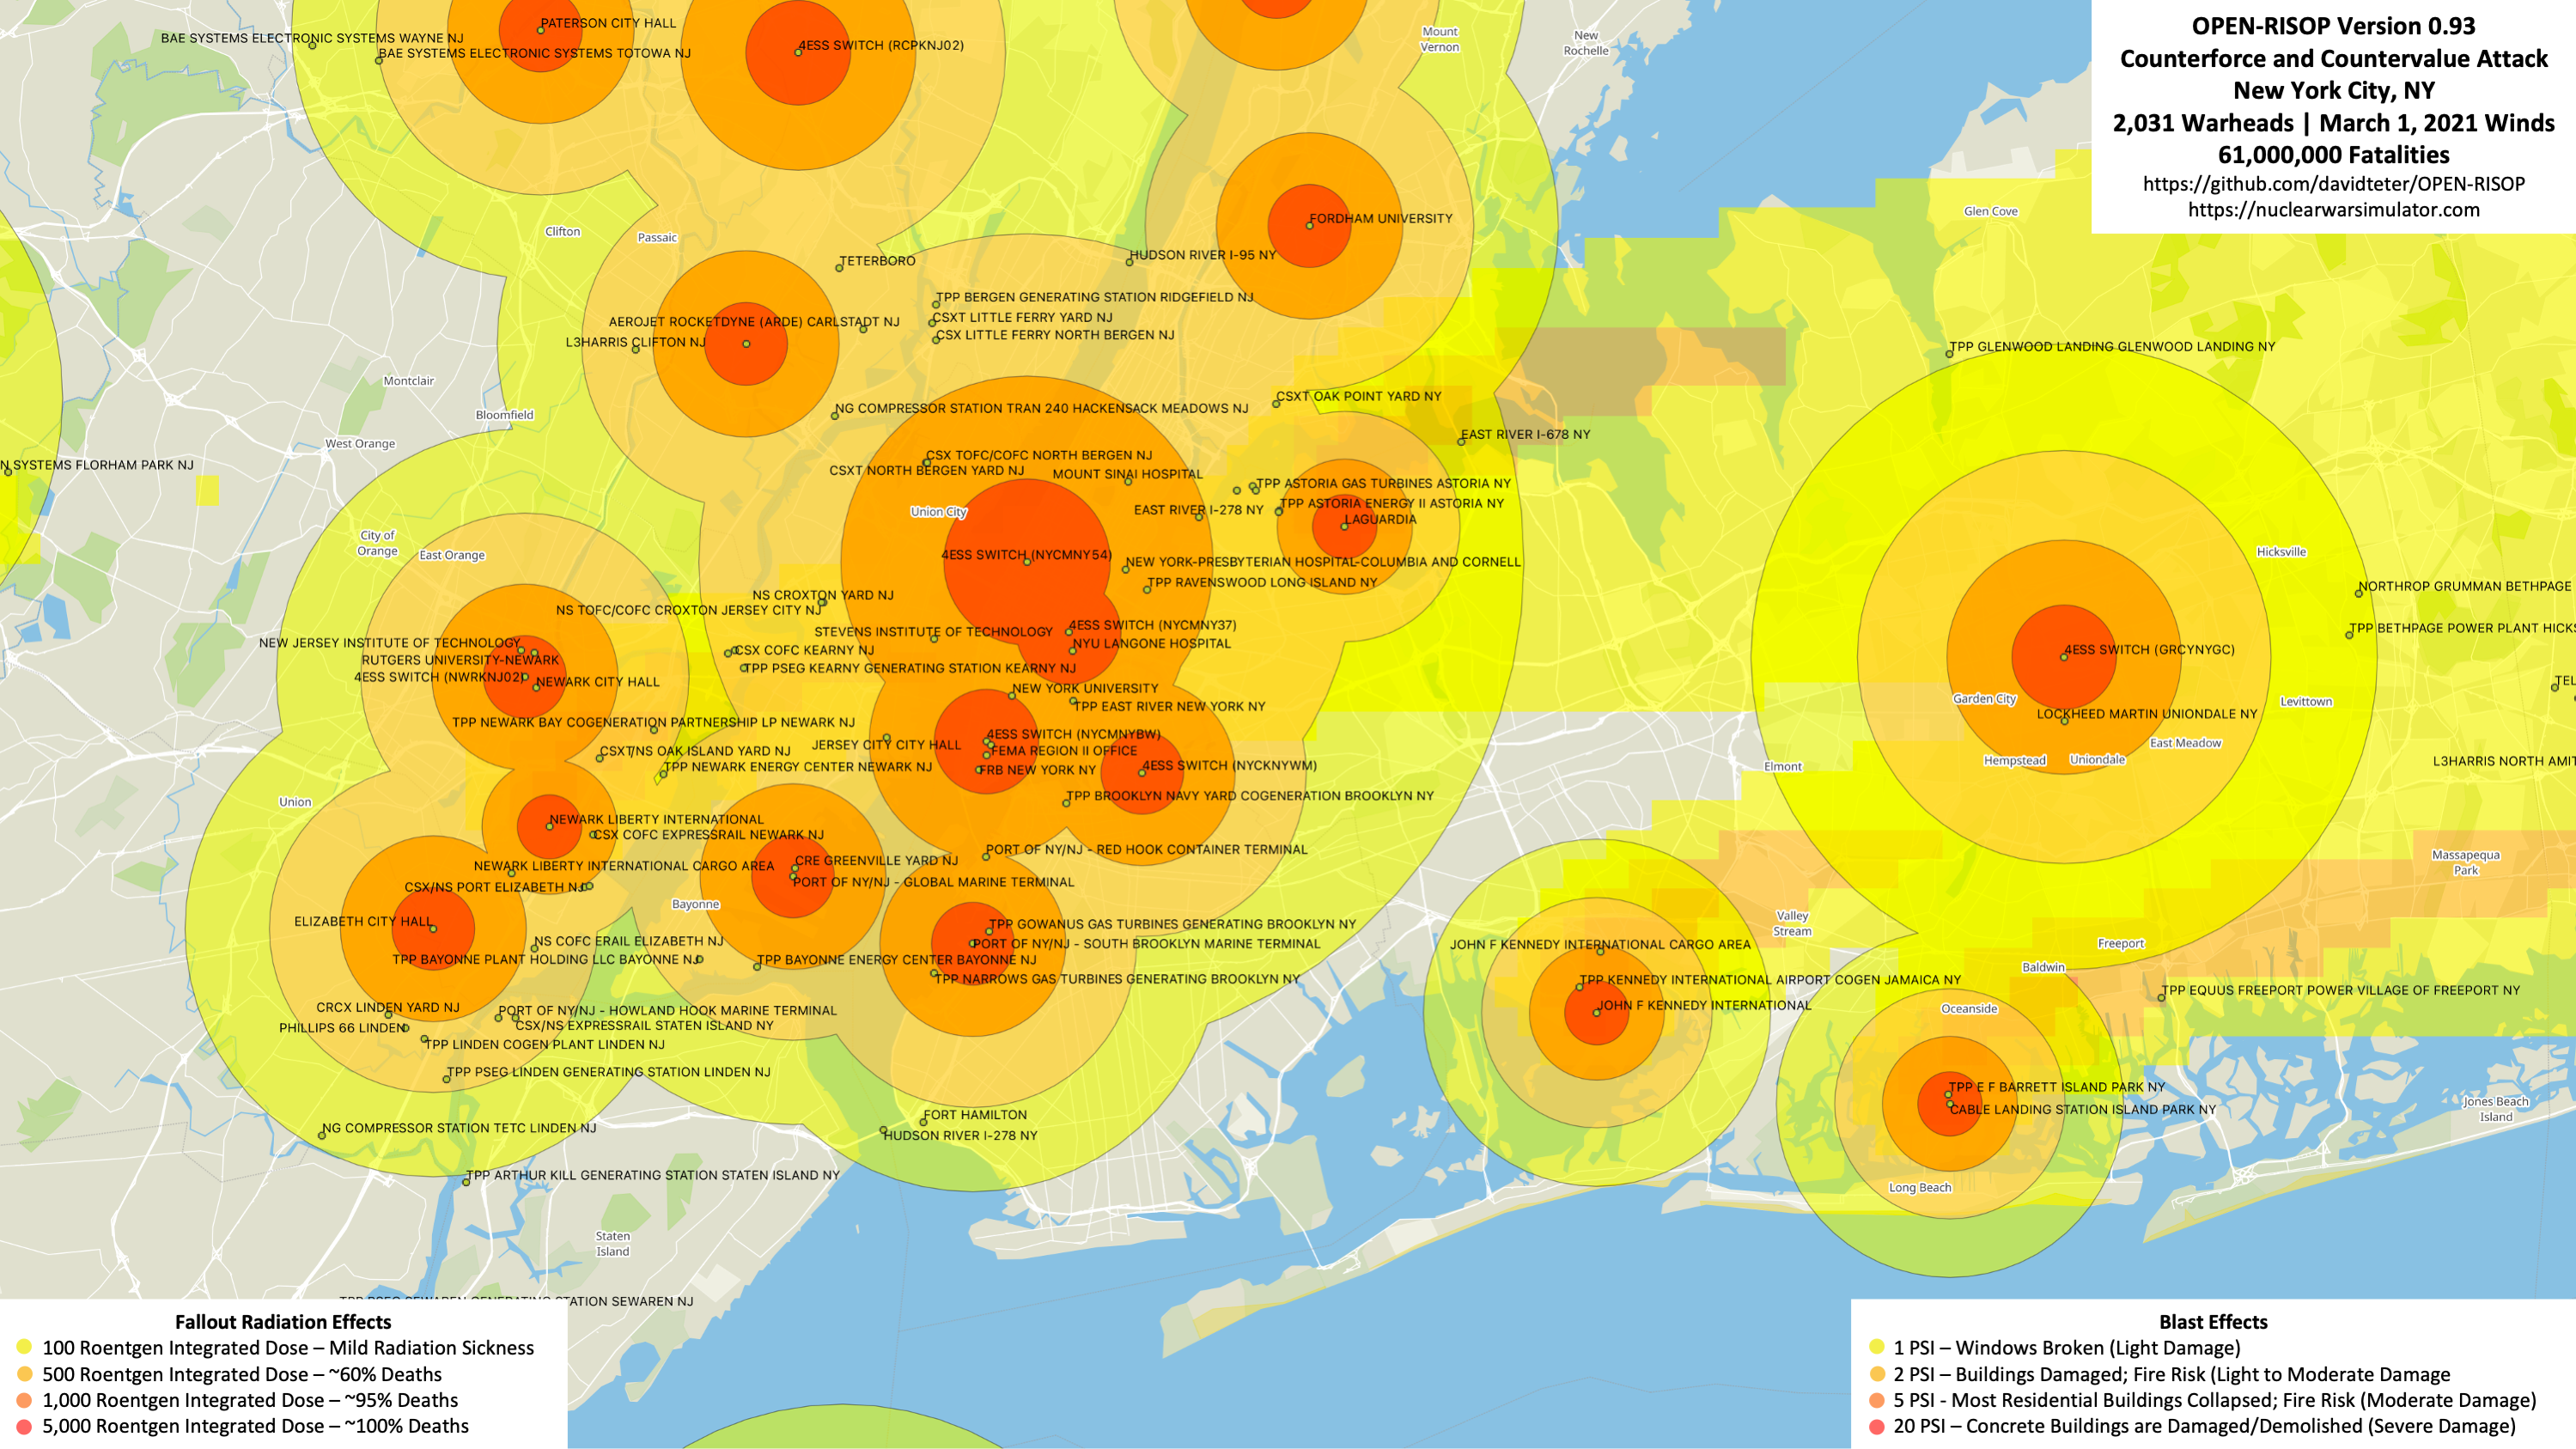 OPEN-RISOP Version 0.93
Counterforce and Countervalue Attack
New York City, NY
2,031 Warheads | March 1, 2021 Winds
61,000,000 Fatalities
https://github.com/davidteter/OPEN-RISOP
https://nuclearwarsimulator.com
PATERSON CITY HALL
BAE SYSTEMS ELECTRONIC SYSTEMS WAYNE NJ
BAE SYSTEMS ELECTRONIC SYSTEMS TOTOWA NJ
4ESS SWITCH (RCPKNJ02)
Mount
Vernon
New
Rochelle
Glen Cove
Clifton
Passaic
FORDHAM UNIVERSITY
TETERBORO
HUDSON RIVER I-95 NY
TPP BERGEN GENERATING STATION RIDGEFIELD NJ
CSXT LITTLE FERRY YARD NJ
CSX LITTLE FERRY NORTH BERGEN NJ
AEROJET ROCKETDYNE (ARDE) CARLSTADT NJ
L3HARRIS CLIFTON NJ
TPP GLENWOOD LANDING GLENWOOD LANDING NY
Montclair
Bloomfield
CSXT OAK POINT YARD NY
NG COMPRESSOR STATION TRAN 240 HACKENSACK MEADOWS NJ
West Orange
EAST RIVER I-678 NY
N SYSTEMS FLORHAM PARK NJ
CSX TOFC/COFC NORTH BERGEN NJ
CSXT NORTH BERGEN YARD NJ
MOUNT SINAI HOSPITAL
TPP ASTORIA GAS TURBINES ASTORIA NY
TPP ASTORIA ENERGY II ASTORIA NY
EAST RIVER I-278 NY
LAGUARDIA
Union City
City of
Orange
East Orange
4ESS SWITCH (NYCMNY54)
NEW YORK-PRESBYTERIAN HOSPITAL-COLUMBIA AND CORNELL
TPP RAVENSWOOD LONG ISLAND NY
Hicksville
NORTHROP GRUMMAN BETHPAGE
NS CROXTON YARD NJ
NS TOFC/COFC CROXTON JERSEY CITY NJ
STEVENS INSTITUTE OF TECHNOLOGY
4ESS SWITCH (NYCMNY37)
NYU LANGONE HOSPITAL
TPP BETHPAGE POWER PLANT HICKS
NEW JERSEY INSTITUTE OF TECHNOLOGY
RUTGERS UNIVERSITY-NEWARK
4ESS SWITCH (NWRKNJ02)
NEWARK CITY HALL
CSX COFC KEARNY NJ
TPP PSEG KEARNY GENERATING STATION KEARNY NJ
4ESS SWITCH (GRCYNYGC)
TEL
NEW YORK UNIVERSITY
TPP EAST RIVER NEW YORK NY
Garden City
Levittown
LOCKHEED MARTIN UNIONDALE NY
TPP NEWARK BAY COGENERATION PARTNERSHIP LP NEWARK NJ
4ESS SWITCH (NYCMNYBW)
JERSEY CITY CITY HALL
FEMA REGION II OFFICE
FRB NEW YORK NY
4ESS SWITCH (NYCKNYWM)
CSXT/NS OAK ISLAND YARD NJ
TPP NEWARK ENERGY CENTER NEWARK NJ
East Meadow
Hempstead
Uniondale
L3HARRIS NORTH AMIT
Elmont
TPP BROOKLYN NAVY YARD COGENERATION BROOKLYN NY
Union
NEWARK LIBERTY INTERNATIONAL
CSX COFC EXPRESSRAIL NEWARK NJ
PORT OF NY/NJ - RED HOOK CONTAINER TERMINAL
NEWARK LIBERTY INTERNATIONAL CARGO AREA
CRE GREENVILLE YARD NJ
PORT OF NY/NJ - GLOBAL MARINE TERMINAL
CSX/NS PORT ELIZABETH NJ
Massapequa
Park
Bayonne
Valley
Stream
ELIZABETH CITY HALL
TPP GOWANUS GAS TURBINES GENERATING BROOKLYN NY
PORT OF NY/NJ - SOUTH BROOKLYN MARINE TERMINAL
Freeport
NS COFC ERAIL ELIZABETH NJ
TPP BAYONNE PLANT HOLDING LLC BAYONNE NJ
TPP BAYONNE ENERGY CENTER BAYONNE NJ
JOHN F KENNEDY INTERNATIONAL CARGO AREA
Baldwin
TPP NARROWS GAS TURBINES GENERATING BROOKLYN NY
TPP KENNEDY INTERNATIONAL AIRPORT COGEN JAMAICA NY
TPP EQUUS FREEPORT POWER VILLAGE OF FREEPORT NY
CRCX LINDEN YARD NJ
PORT OF NY/NJ - HOWLAND HOOK MARINE TERMINAL
JOHN F KENNEDY INTERNATIONAL
Oceanside
PHILLIPS 66 LINDEN
CSX/NS EXPRESSRAIL STATEN ISLAND NY
TPP LINDEN COGEN PLANT LINDEN NJ
TPP PSEG LINDEN GENERATING STATION LINDEN NJ
TPP E F BARRETT ISLAND PARK NY
CABLE LANDING STATION ISLAND PARK NY
Jones Beach
Island
FORT HAMILTON
NG COMPRESSOR STATION TETC LINDEN NJ
HUDSON RIVER I-278 NY
TPP ARTHUR KILL GENERATING STATION STATEN ISLAND NY
Long Beach
Staten
Island
TPP PSEG SEWAREN GENERATING STATION SEWAREN NJ
Fallout Radiation Effects
100 Roentgen Integrated Dose – Mild Radiation Sickness
500 Roentgen Integrated Dose – ~60% Deaths
1,000 Roentgen Integrated Dose – ~95% Deaths
5,000 Roentgen Integrated Dose – ~100% Deaths
Blast Effects
1 PSI – Windows Broken (Light Damage)
2 PSI – Buildings Damaged; Fire Risk (Light to Moderate Damage
5 PSI - Most Residential Buildings Collapsed; Fire Risk (Moderate Damage)
20 PSI – Concrete Buildings are Damaged/Demolished (Severe Damage)